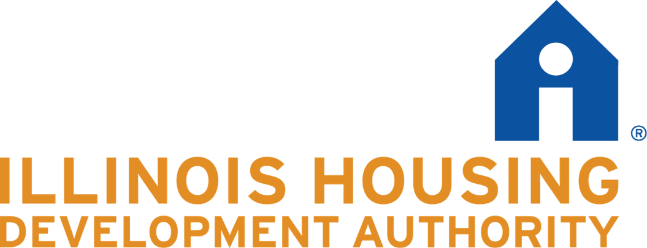 ®
ILLINOIS HOUSING
DEVELOPMENT AUTHORITY